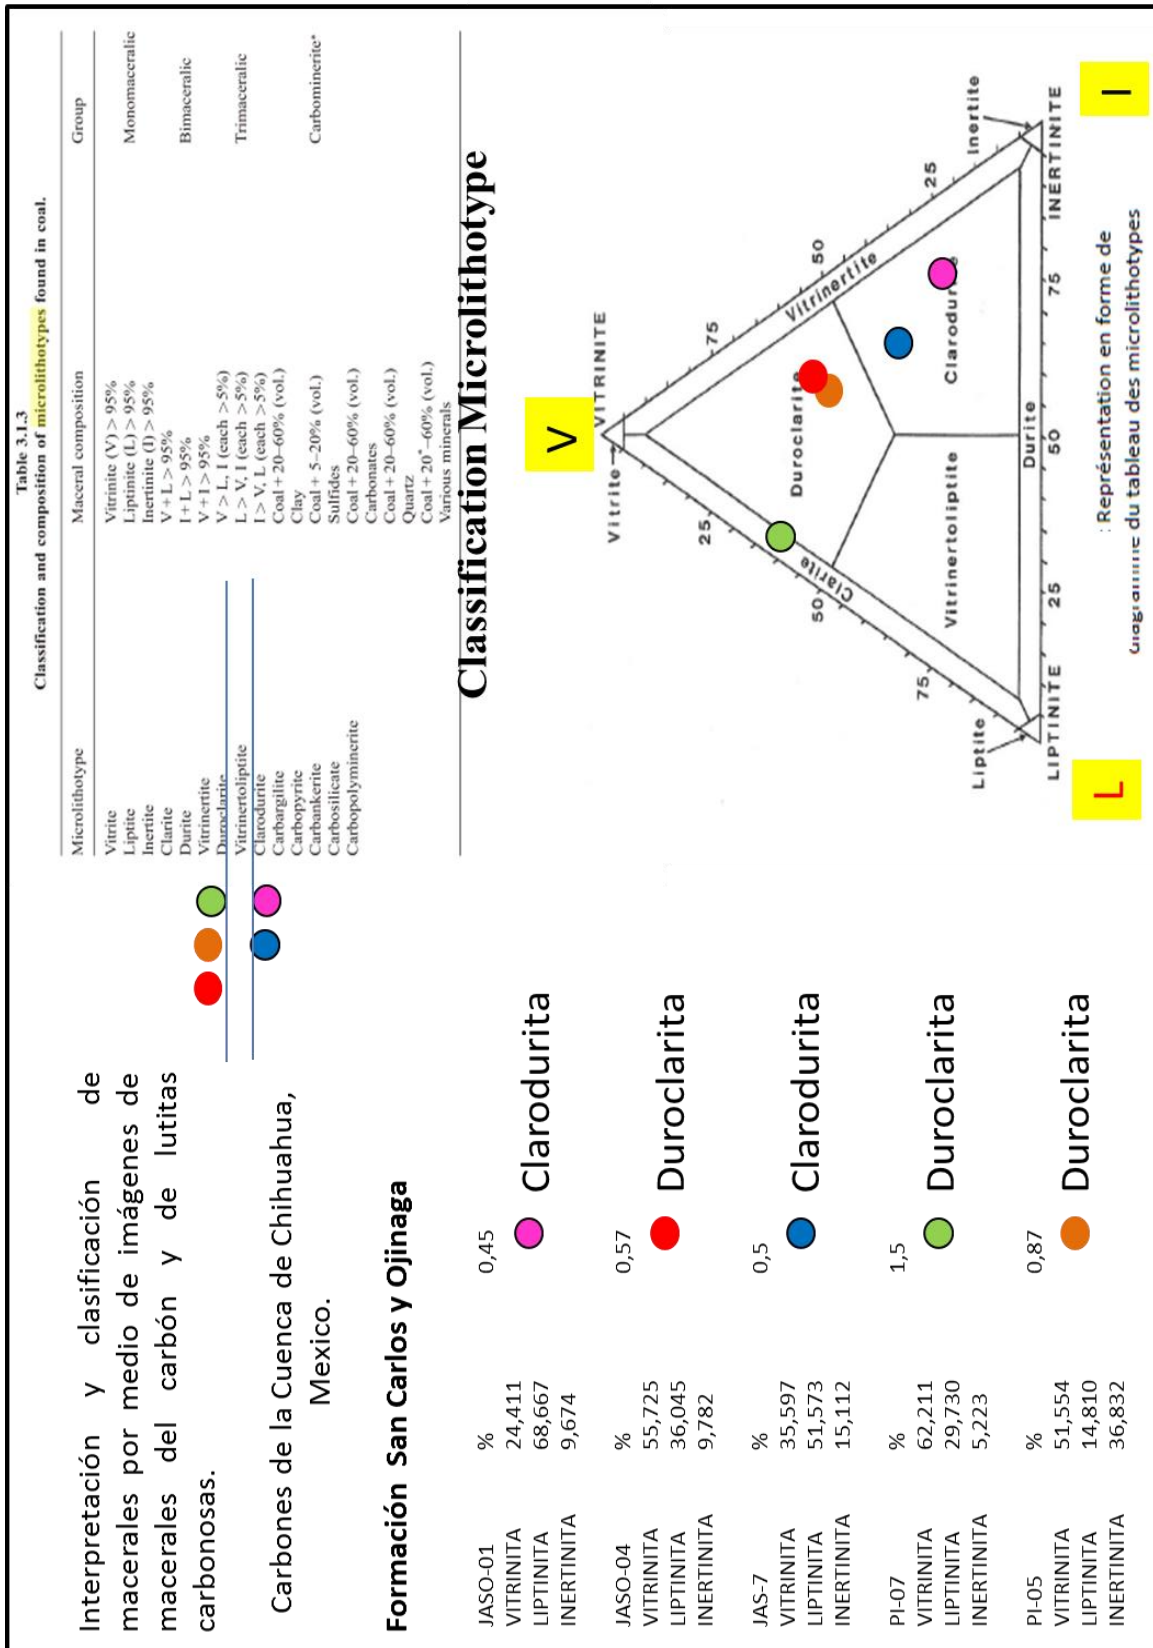 Interpretación y clasificación de
macerales por medio de imágenes de
macerales del carbón y de lutitas
carbonosas.
Carbones de la Cuenca de Chihuahua,
Mexico.
Formación San Carlos y Ojinaga
JASO-01 % 0,45
VITRINITA 24,411
LIPTINITA 68,667 Clarodurita
INERTINITA 9,674
JASO-04 % 0,57
VITRINITA 55,725
LIPTINITA 36,045 Duroclarita
INERTINITA 9,782
JAS-7 % 0,5
VITRINITA 35,597
LIPTINITA 51,573 Clarodurita
INERTINITA 15,112
PI-07 % 1,5
VITRINITA 62,211
LIPTINITA 29,730 Duroclarita
INERTINITA 5,223
PI-05 % 0,87
VITRINITA 51,554
LIPTINITA 14,810 Duroclarita
INERTINITA 36,832
Table 3.1.3
Classification and composition of microlithotypes found in coal.
Microlithotype Maceral composition Group
Vitrite Vitrinite (V) > 95%
Liptite Liptinite (L) > 95% Monomaceralic
Inertite Inertinite (I) > 95%
Clarite V + L > 95%
Durite I + L > 95% Bimaceralic
Vitrinertite V + I > 95%
Duroclarite V > L, I (each > 5%)
Vitrinertoliptite L > V, I (each > 5%) Trimaceralic
Clarodurite I > V, L (each > 5%)
Carbargilite Coal + 20–60% (vol.)
Clay
Carbopyrite Coal + 5–20% (vol.)
Sulfides
Carbankerite Coal + 20–60% (vol.) Carbominerite*
Carbonates
Carbosilicate Coal + 20–60% (vol.)
Quartz
Carbopolyminerite Coal + 20*–60% (vol.)
Various minerals
Classification Microlithotype
V
VITRINITE
Vitrite
25
75
Duroclarite
Clarite
Vitrinertite
50
50
Vitrinertoliptite
Clarodur
75
25
Liptite
Durite
Inertite
LIPTINITE 25 50 75 INERTINITE
L
I
: Représentation en forme de
diagramme du tableau des microlithotypes